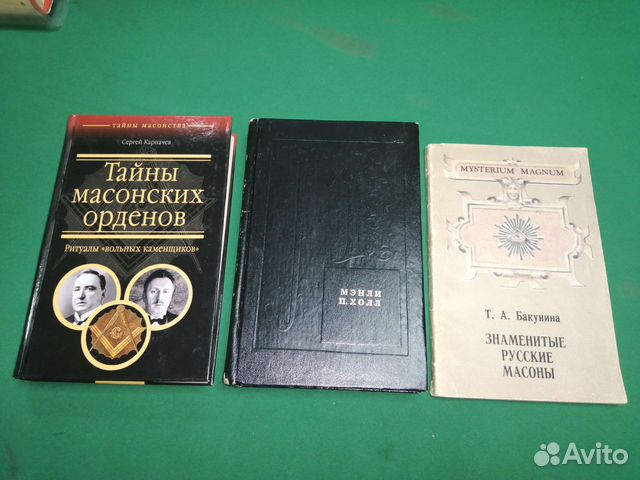 тайны масонства
Сергей Карпачев
Тайны
масонских
орденов
Ритуалы «вольных каменщиков»
G
МЭНЛИ
П.ХОЛЛ
MYSTERIUM MAGNUM
Т. А. Бакунина
ЗНАМЕНИТЫЕ
РУССКИЕ
МАСОНЫ
Avito